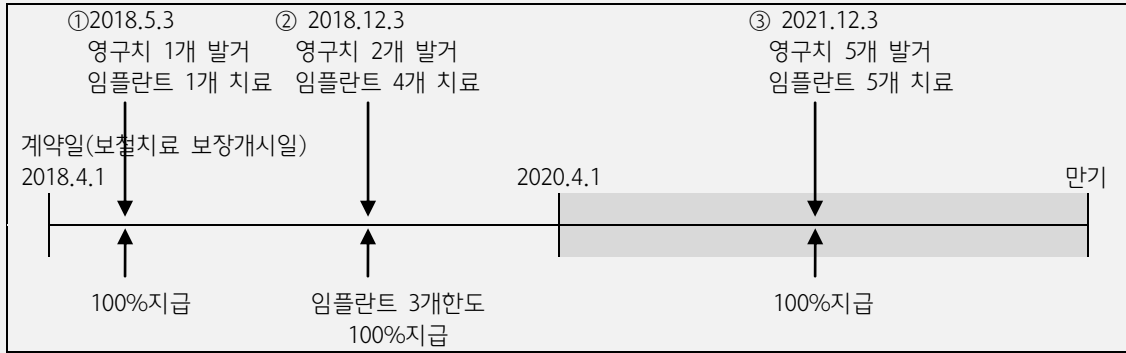 ①2018.5.3
영구치 1개 발거
임플란트 1개 치료
② 2018.12.3
영구치 2개 발거
임플란트 4개 치료
③ 2021.12.3
영구치 5개 발거
임플란트 5개 치료
계약일(보철치료 보장개시일)
2018.4.1
2020.4.1
만기
100%지급
임플란트 3개한도
100%지급
100%지급